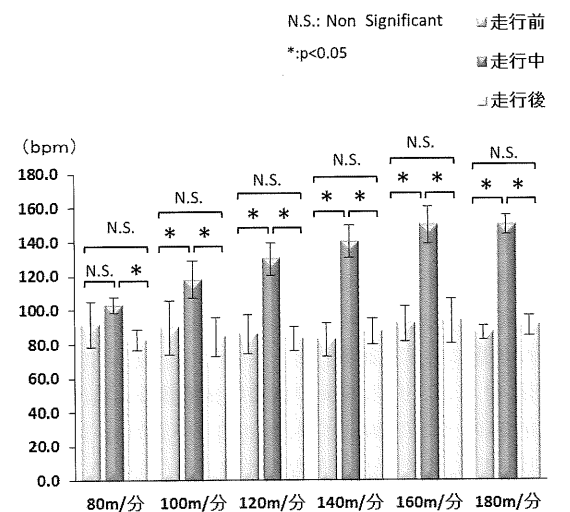 N.S.: Non Significant
*:p<0.05
走行前
走行中
走行後
(bpm)
180.0
160.0
140.0
120.0
100.0
80.0
60.0
40.0
20.0
0.0
N.S.
N.S. *
N.S.
* *
N.S.
* *
N.S.
* *
N.S.
* *
N.S.
* *
80m/分 100m/分 120m/分 140m/分 160m/分 180m/分